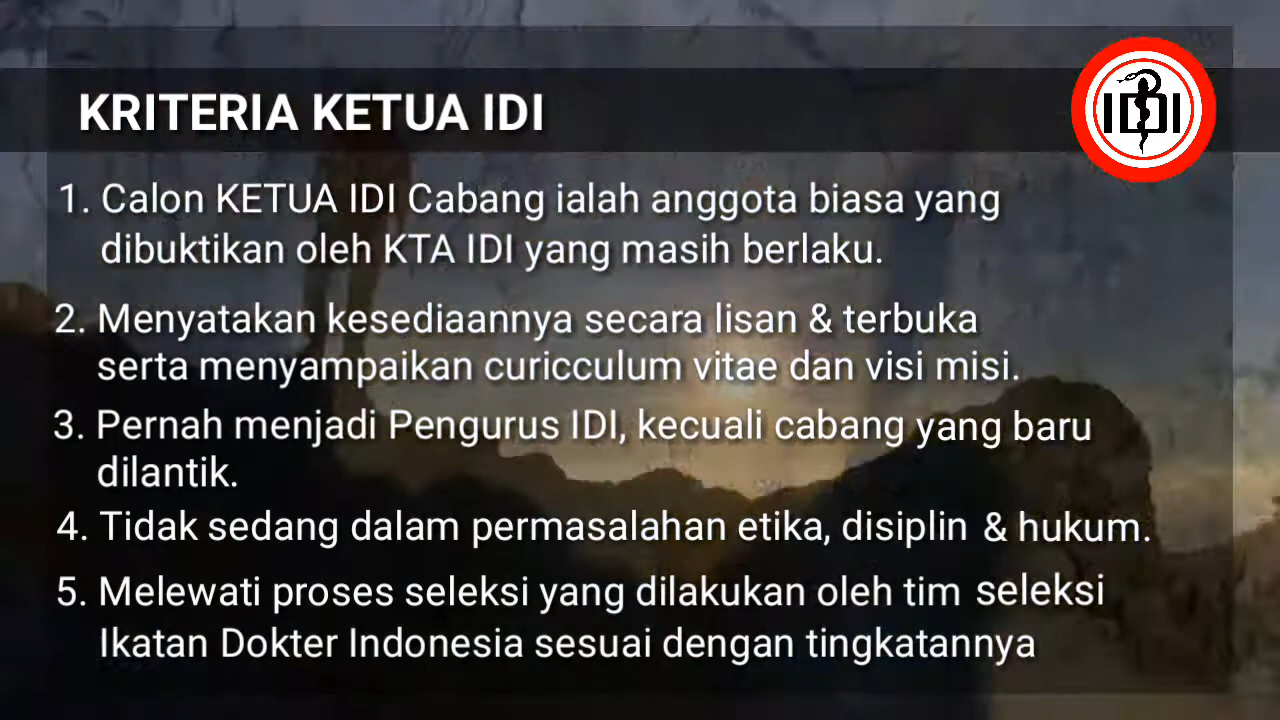 KRITERIA KETUA IDI
IDI
1. Calon KETUA IDI Cabang ialah anggota biasa yang
dibuktikan oleh KTA IDI yang masih berlaku.
2. Menyatakan kesediaannya secara lisan & terbuka
serta menyampaikan curicculum vitae dan visi misi.
3. Pernah menjadi Pengurus IDI, kecuali cabang yang baru
dilantik.
4. Tidak sedang dalam permasalahan etika, disiplin & hukum.
5. Melewati proses seleksi yang dilakukan oleh tim seleksi
Ikatan Dokter Indonesia sesuai dengan tingkatannya